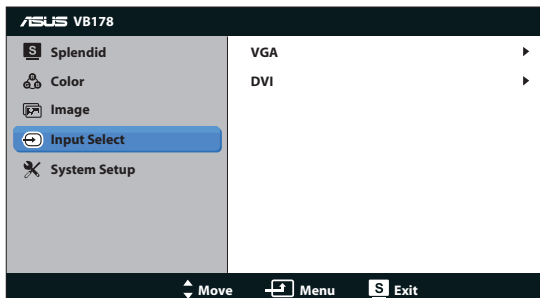 ASUS VB178
S Splendid
Color
Image
Input Select
System Setup
VGA
DVI
Move Menu S Exit